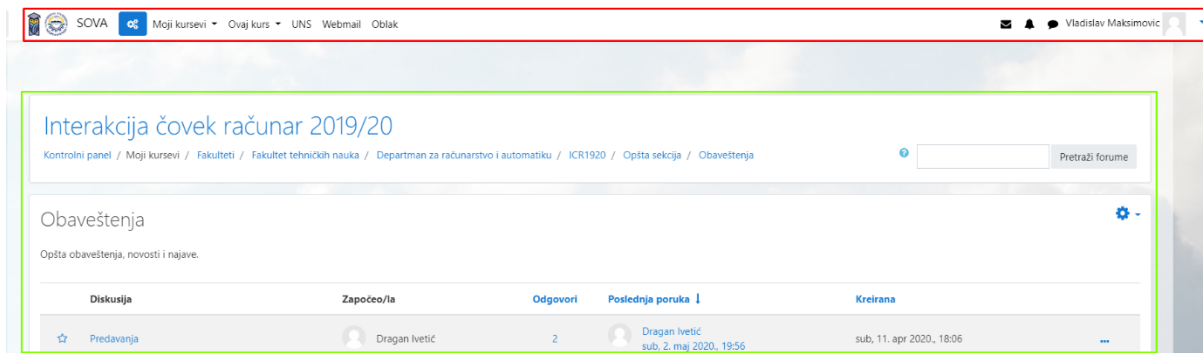 SOVA Moji kursevi Ovaj kurs UNS Webmail Oblak Vladislav Maksimovic
Interakcija čovek računar 2019/20
Kontrolni panel / Moji kursevi / Fakulteti / Fakultet tehničkih nauka / Departman za računarstvo i automatiku / ICR1920 / Opšta sekcija / Obaveštenja Pretraži forume
Obaveštenja
Opšta obaveštenja, novosti i najave.
Diskusija Započeo/la Odgovori Poslednja poruka Kreirana
Predavanja Dragan Ivetić 2 Dragan Ivetić sub, 11. apr 2020., 18:06
sub, 2. maj 2020., 19:56